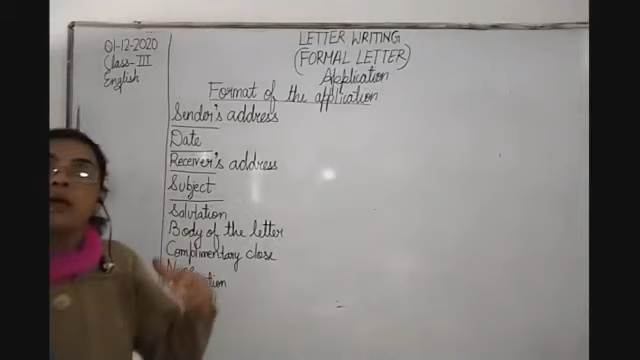 01-12-2020
Class-III
English
LETTER WRITING
(FORMAL LETTER)
Application
Format of the application
Sender's address
Date
Receiver's address
Subject
Salutation
Body of the letter
Complimentary close